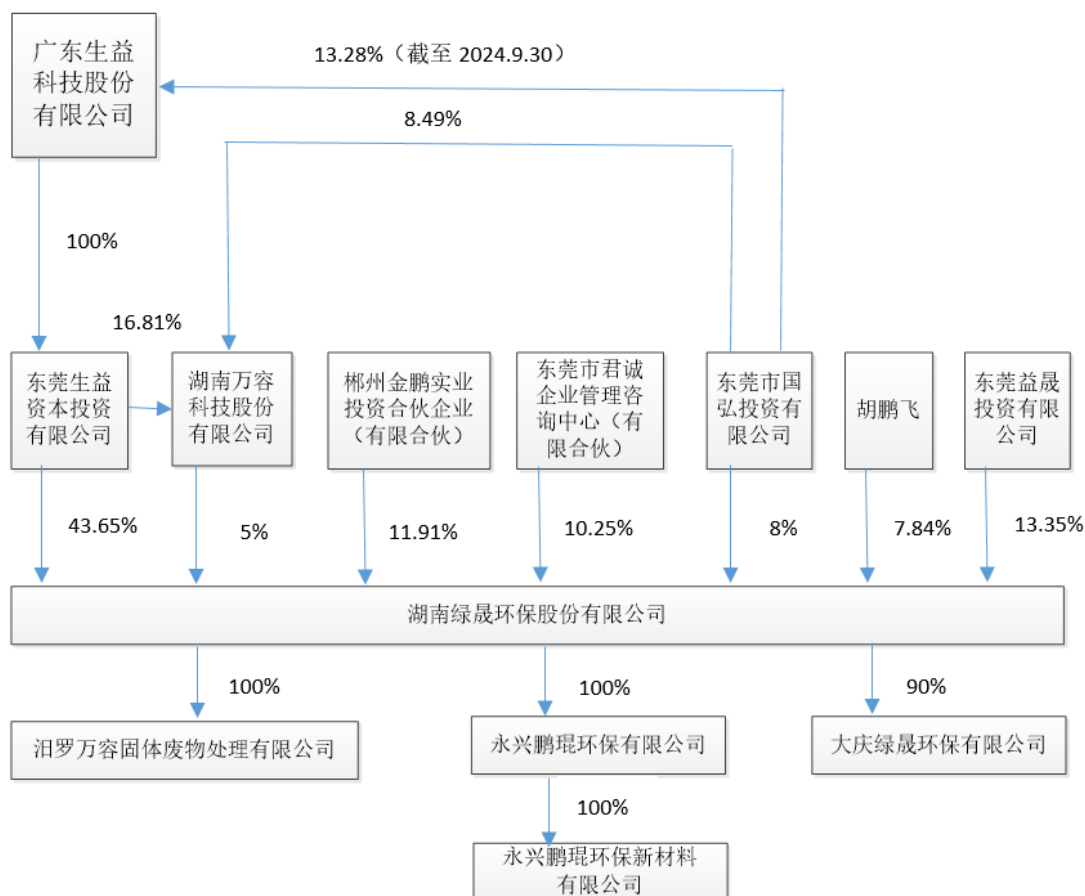 广东生益
科技股份
有限公司
13.28%（截至 2024.9.30）
8.49%
100%
16.81%
东莞生益
资本投资
有限公司
湖南万容
科技股份
有限公司
郴州金鹏实业
投资合伙企业
（有限合伙）
东莞市君诚
企业管理咨
询中心（有
限合伙）
东莞市国
弘投资有
限公司
胡鹏飞
东莞益晟
投资有限
公司
43.65%
5%
11.91%
10.25%
8%
7.84%
13.35%
湖南绿晟环保股份有限公司
100%
100%
90%
汨罗万容固体废物处理有限公司
永兴鹏琨环保有限公司
大庆绿晟环保有限公司
100%
永兴鹏琨环保新材料
有限公司